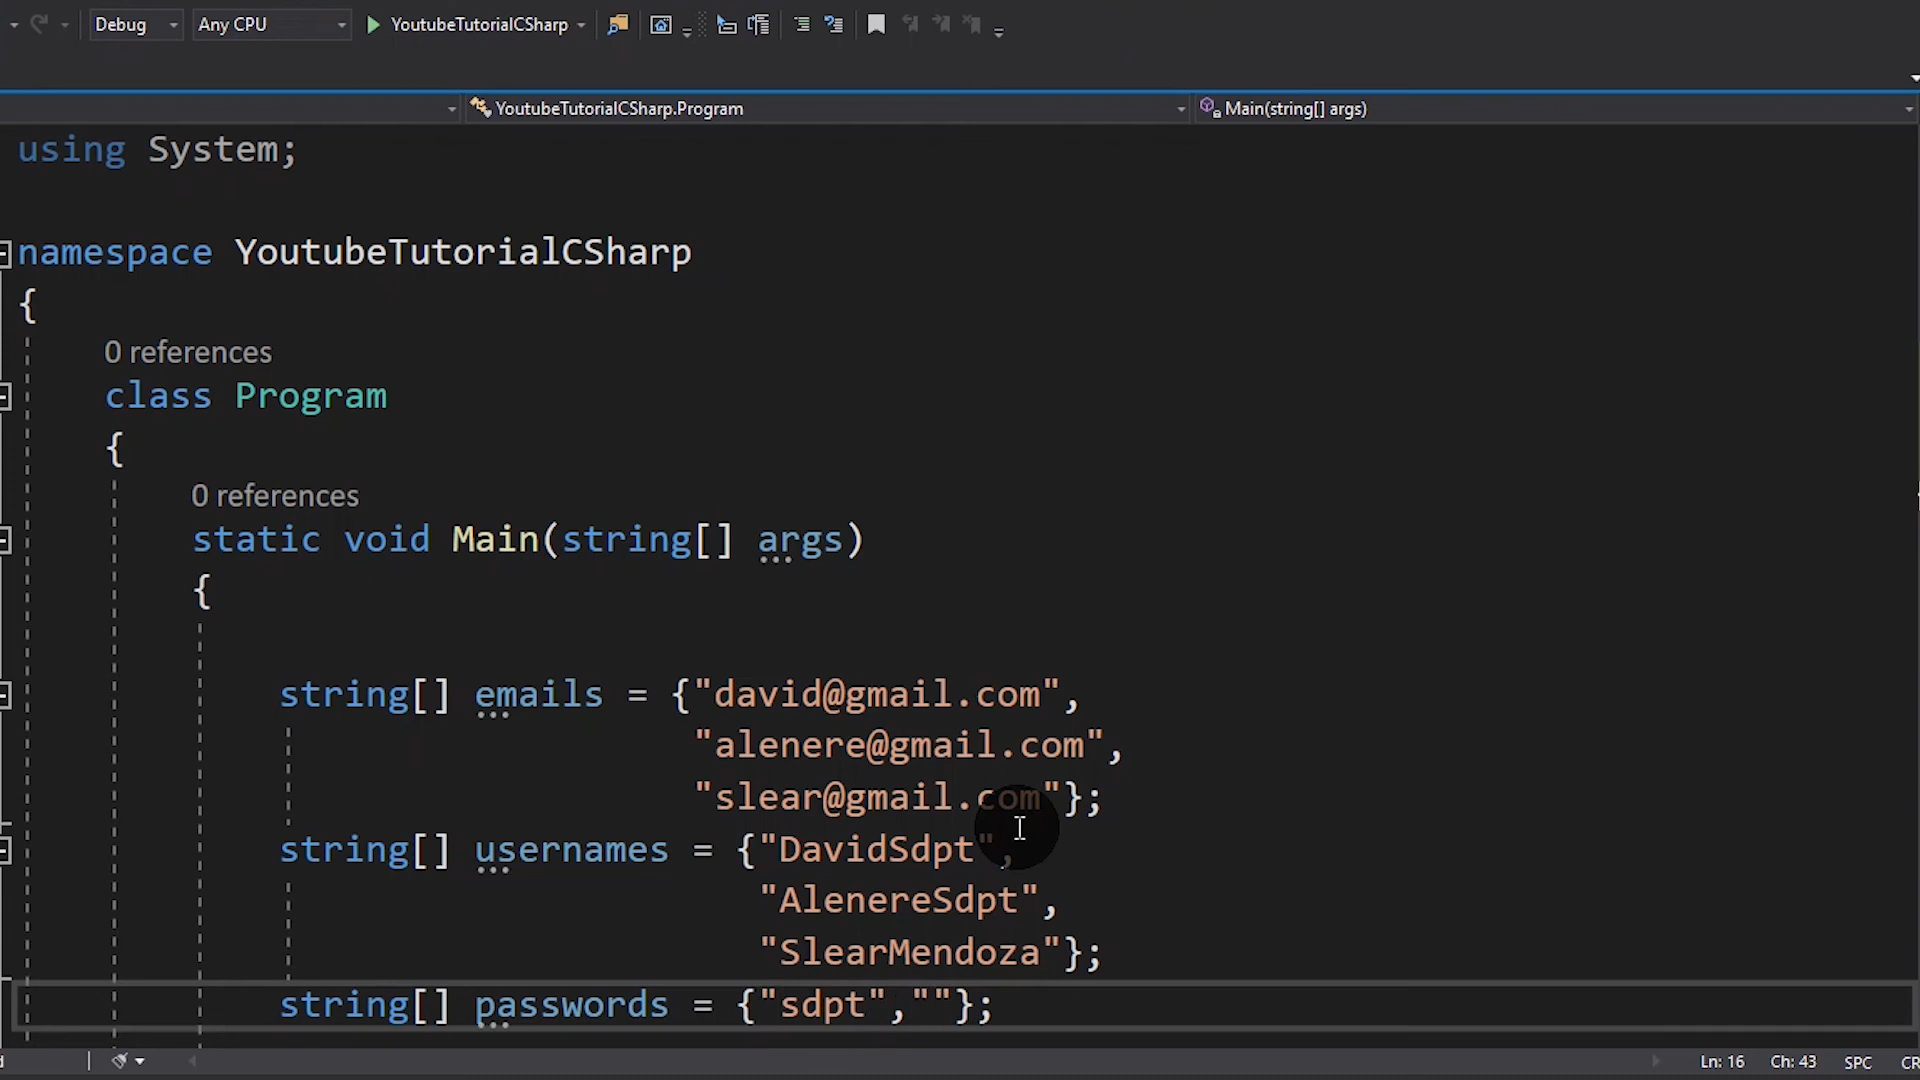 Debug Any CPU YoutubeTutorialCSharp
YoutubeTutorialCSharp.Program Main(string[] args)
using System;
namespace YoutubeTutorialCSharp
{
0 references
class Program
{
0 references
static void Main(string[] args)
{
string[] emails = {"david@gmail.com",
"alenere@gmail.com",
"slear@gmail.com"};
string[] usernames = {"DavidSdpt",
"AlenereSdpt",
"SlearMendoza"};
string[] passwords = {"sdpt",""};
Ln: 16 Ch: 43 SPC